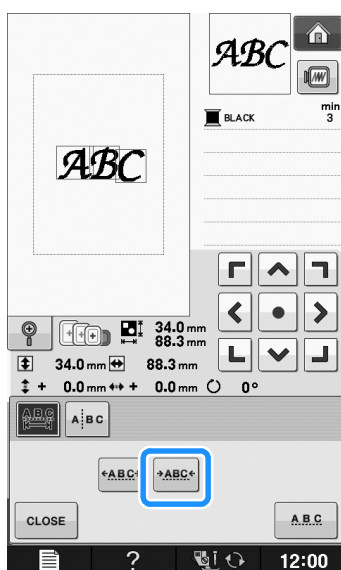 ABC
ABC
BLACK
min
3
34.0 mm
88.3 mm
34.0 mm 88.3 mm
+ 0.0 mm + 0.0 mm 0°
ABC
A BC
ABC
ABC
CLOSE
ABC
? 12:00